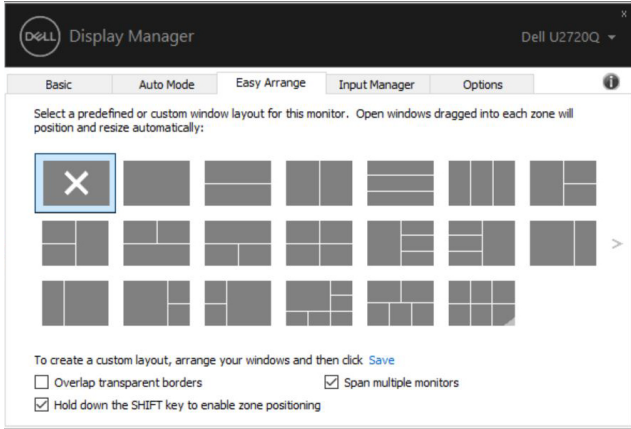 x
DELL Display Manager
Dell U2720Q
Basic Auto Mode Easy Arrange Input Manager Options
Select a predefined or custom window layout for this monitor. Open windows dragged into each zone will
position and resize automatically:
To create a custom layout, arrange your windows and then click Save
Overlap transparent borders Span multiple monitors
Hold down the SHIFT key to enable zone positioning